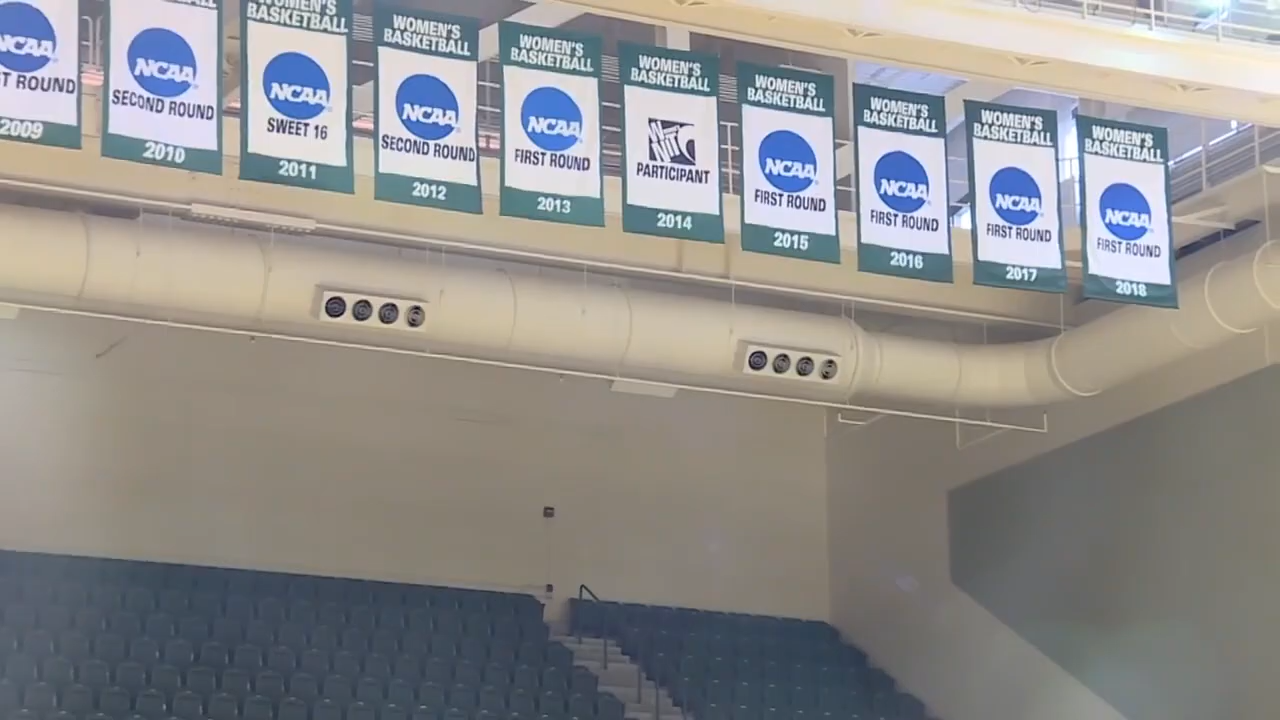 NCAA
T ROUND
2009
BASKETBALL
NCAA
SECOND ROUND
2010
WOMEN'S
BASKETBALL
NCAA
SWEET 16
2011
WOMEN'S
BASKETBALL
NCAA
SECOND ROUND
2012
WOMEN'S
BASKETBALL
NCAA
FIRST ROUND
2013
WOMEN'S
BASKETBALL
WNIT
PARTICIPANT
2014
WOMEN'S
BASKETBALL
NCAA
FIRST ROUND
2015
WOMEN'S
BASKETBALL
NCAA
FIRST ROUND
2016
WOMEN'S
BASKETBALL
NCAA
FIRST ROUND
2017
WOMEN'S
BASKETBALL
NCAA
FIRST ROUND
2018